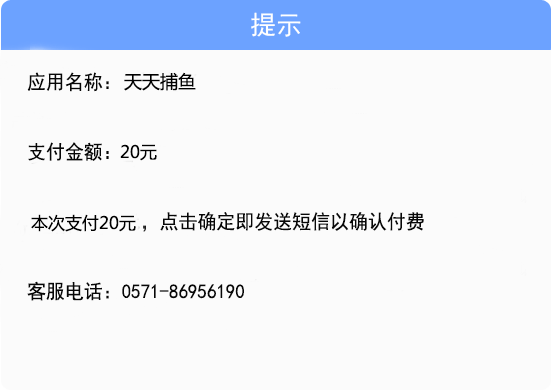 提示
应用名称：天天捕鱼
支付金额：20元
本次支付20元，点击确定即发送短信以确认付费
客服电话：0571-86956190